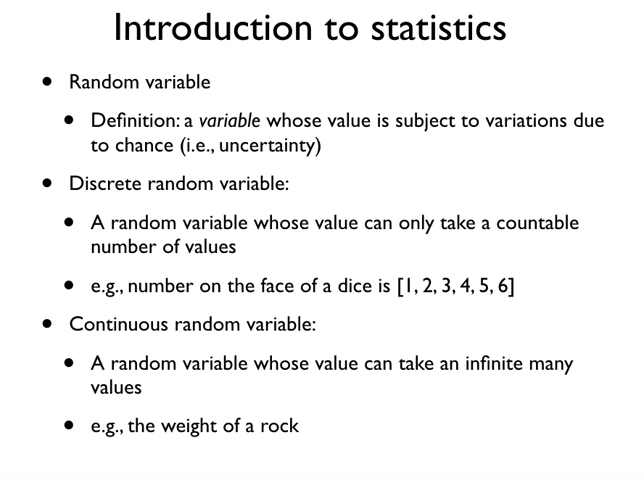 Introduction to statistics
• Random variable
• Definition: a variable whose value is subject to variations due
to chance (i.e., uncertainty)
• Discrete random variable:
• A random variable whose value can only take a countable
number of values
• e.g., number on the face of a dice is [1, 2, 3, 4, 5, 6]
• Continuous random variable:
• A random variable whose value can take an infinite many
values
• e.g., the weight of a rock